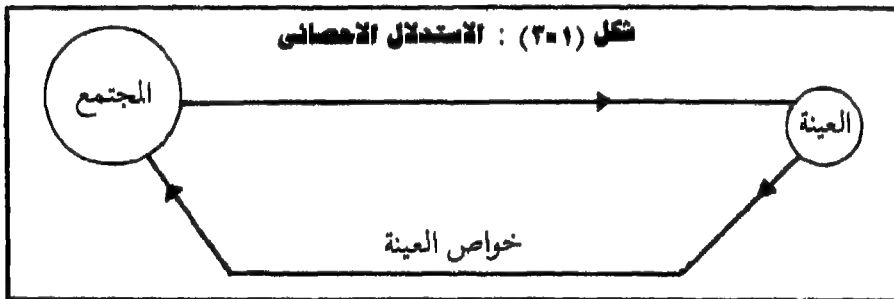 شكل (١=٣) : الاستدلال الاحصائى
المجتمع
العينة
خواص العينة